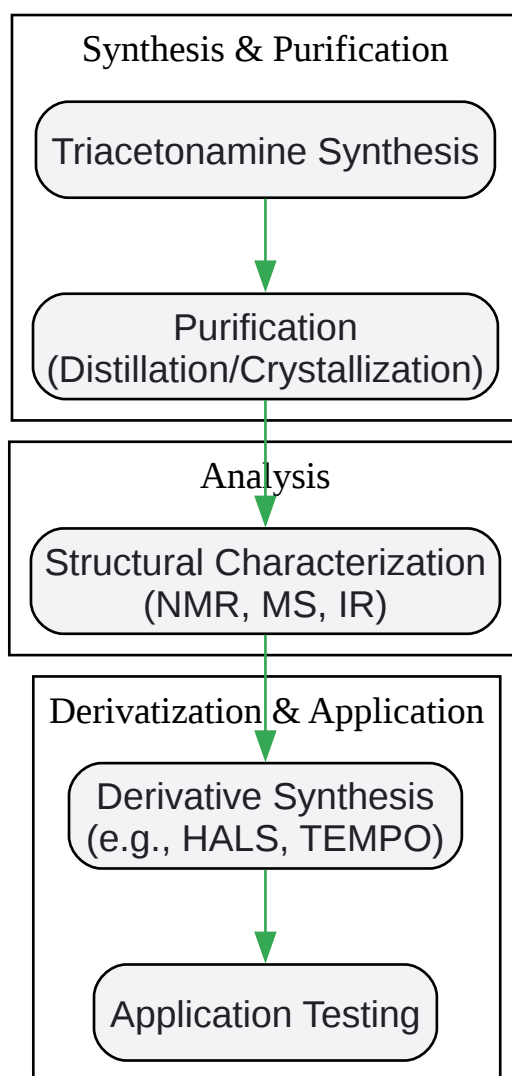 Synthesis & Purification
Triacetonamine Synthesis
Purification
(Distillation/Crystallization)
Analysis
Structural Characterization
(NMR, MS, IR)
Derivatization & Application
Derivative Synthesis
(e.g., HALS, TEMPO)
Application Testing